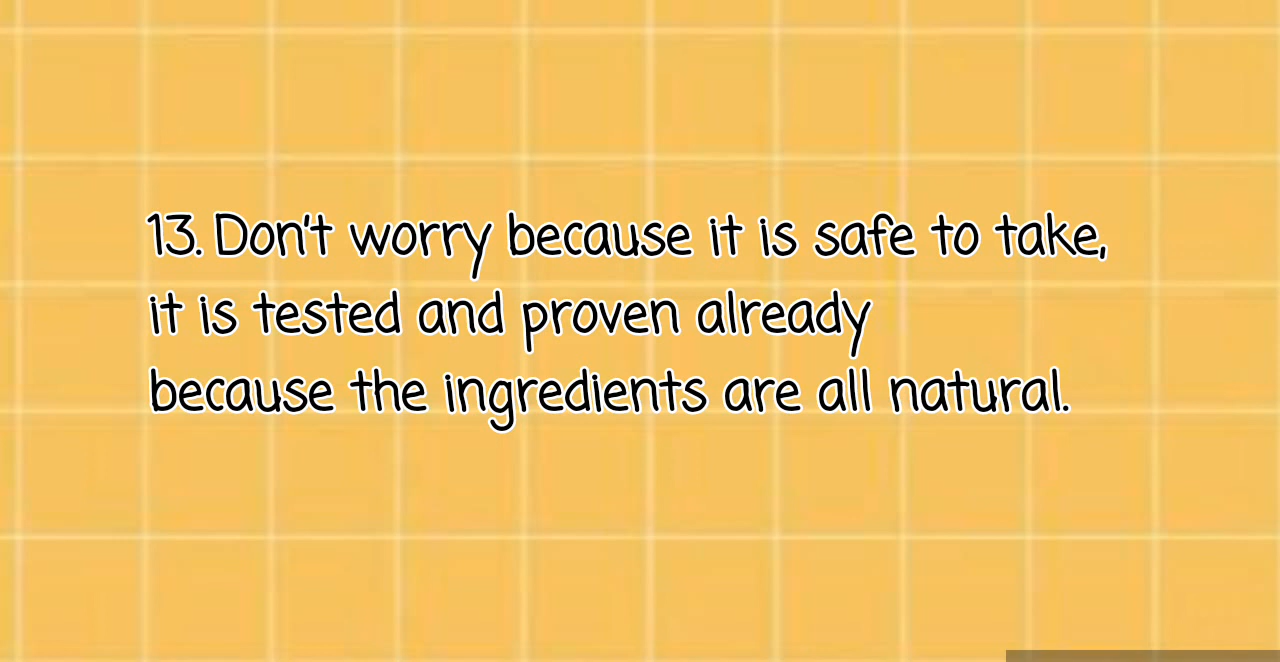 13. Don't worry because it is safe to take,
it is tested and proven already
because the ingredients are all natural.